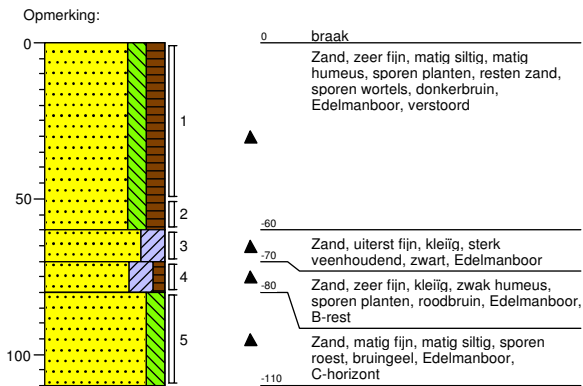 Opmerking:
0
50
100
1
2
3
4
5
0 braak
Zand, zeer fijn, matig siltig, matig
humeus, sporen planten, resten zand,
sporen wortels, donkerbruin,
Edelmanboor, verstoord
-60
Zand, uiterst fijn, kleiïg, sterk
veenhoudend, zwart, Edelmanboor
-70
Zand, zeer fijn, kleiïg, zwak humeus,
sporen planten, roodbruin, Edelmanboor,
B-rest
-80
Zand, matig fijn, matig siltig, sporen
roest, bruingeel, Edelmanboor,
C-horizont
-110